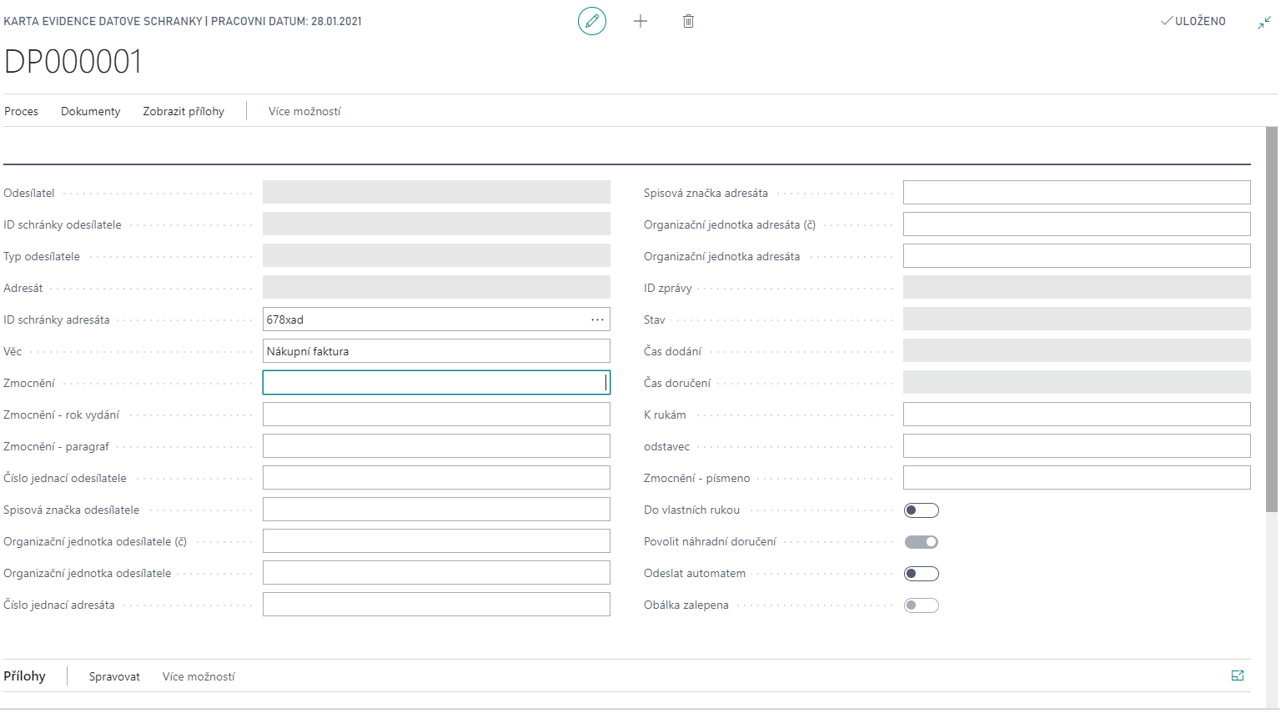 KARTA EVIDENCE DATOVE SCHRANKY | PRACOVNI DATUM: 28.01.2021
ULOŽENO
DP000001
Proces Dokumenty Zobrazit přílohy Více možností
Odesílatel
ID schránky odesílatele
Typ odesílatele
Adresát
ID schránky adresáta 678xad ...
Věc Nákupní faktura
Zmocnění
Zmocnění - rok vydání
Zmocnění - paragraf
Číslo jednací odesílatele
Spisová značka odesílatele
Organizační jednotka odesílatele (č)
Organizační jednotka odesílatele
Číslo jednací adresáta
Spisová značka adresáta
Organizační jednotka adresáta (č)
Organizační jednotka adresáta
ID zprávy
Stav
Čas dodání
Čas doručení
K rukám
odstavec
Zmocnění - písmeno
Do vlastních rukou
Povolit náhradní doručení
Odeslat automatem
Obálka zalepena
Přílohy Spravovat Více možností